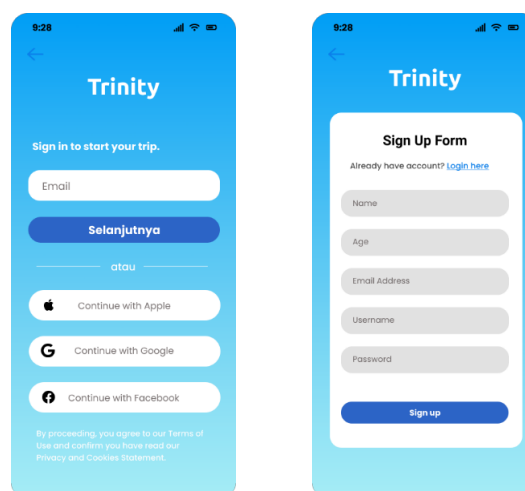 9:28
Trinity
Sign in to start your trip.
Email
Selanjutnya
atau
Continue with Apple
Continue with Google
Continue with Facebook
By proceeding, you agree to our Terms of
Use and confirm you have read our
Privacy and Cookies Statement.
9:28
Trinity
Sign Up Form
Already have account? Login here
Name
Age
Email Address
Username
Password
Sign up